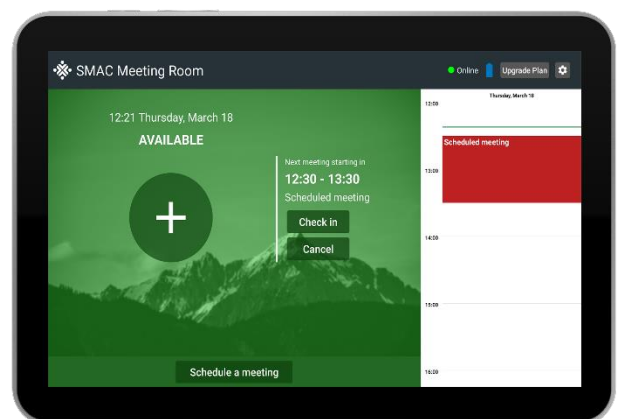 SMAC Meeting Room
Online
Upgrade Plan
12:21 Thursday, March 18
AVAILABLE
+
Next meeting starting in
12:30 - 13:30
Scheduled meeting
Check in
Cancel
Schedule a meeting
Thursday, March 18
12:00
Scheduled meeting
13:00
14:00
15:00
16:00